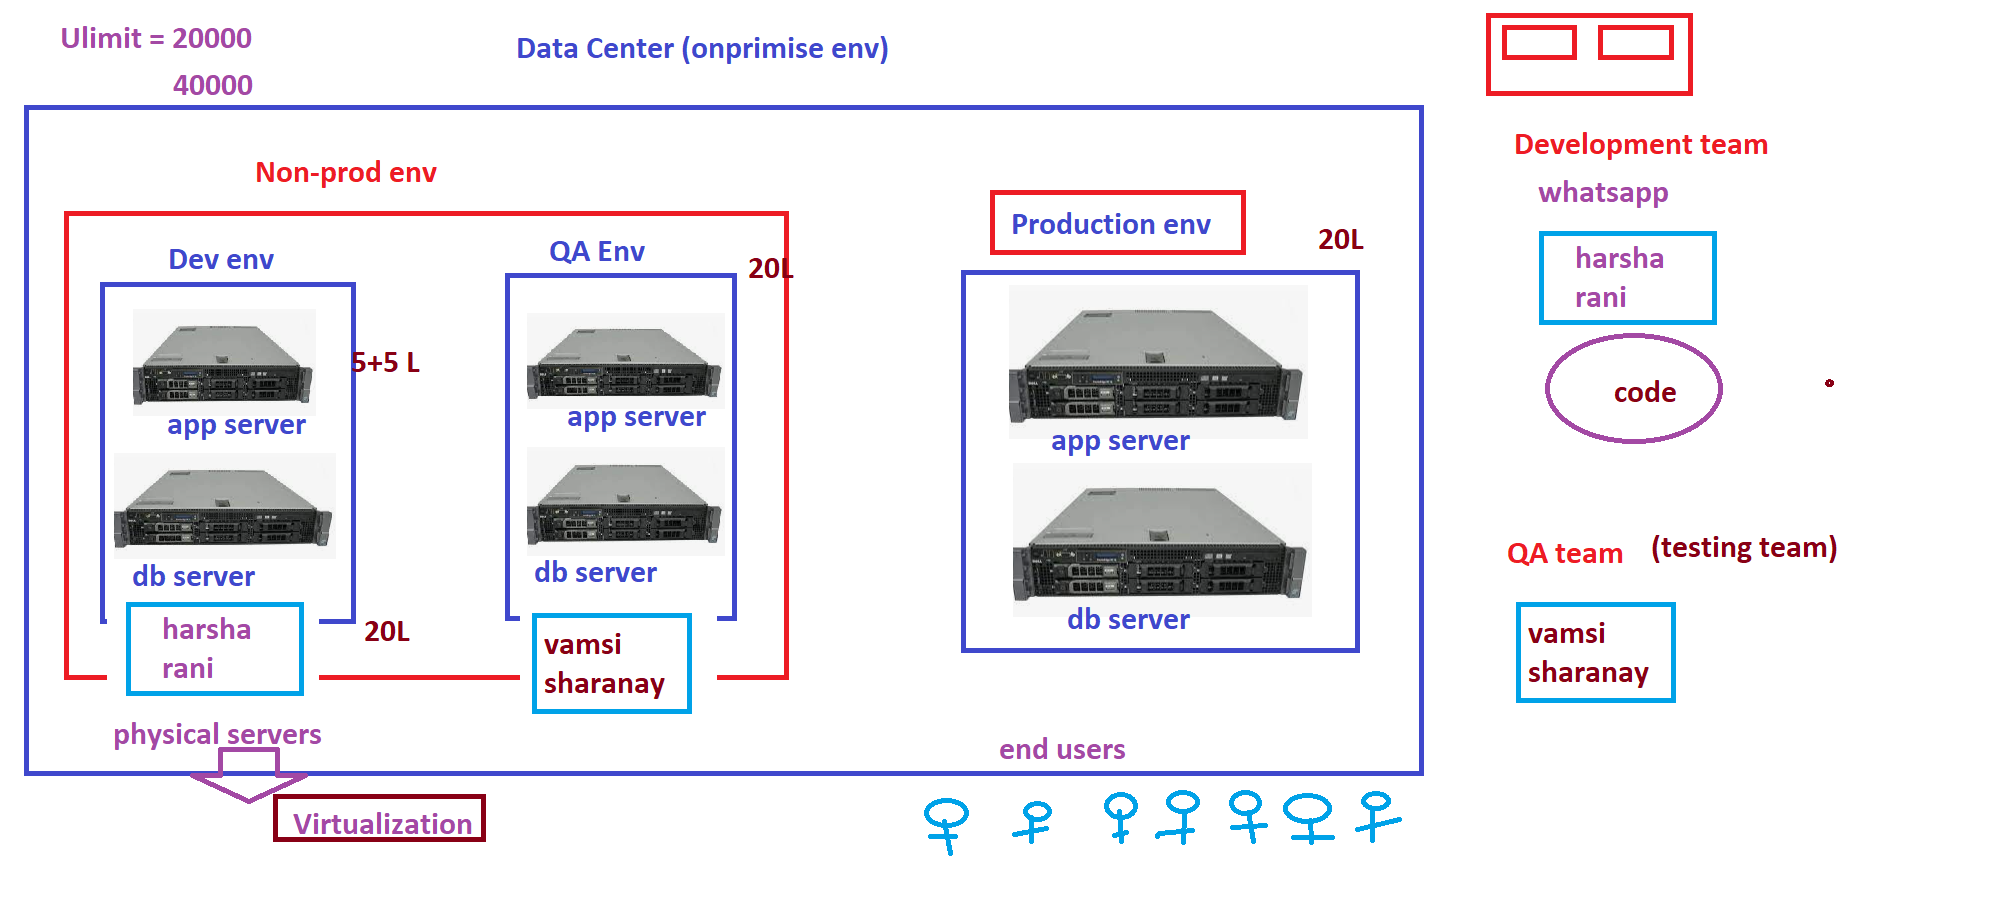 Ulimit = 20000
40000
Data Center (onprimise env)
Non-prod env
Dev env
QA Env
20L
5+5 L
app server
app server
db server
db server
harsha
rani
20L
vamsi
sharanay
physical servers
Virtualization
Production env
20L
app server
db server
end users
Development team
whatsapp
harsha
rani
code
QA team (testing team)
vamsi
sharanay